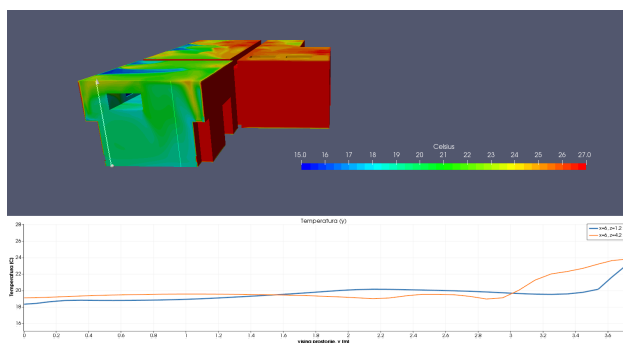 Celsius
15.0 16 17 18 19 20 21 22 23 24 25 26 27.0
Temperatura (y)
x=6, z=1.2
x=6, z=4.2
Temperatura (C)
28
26
24
22
20
18
16
0 0.2 0.4 0.6 0.8 1 1.2 1.4 1.6 1.8 2 2.2 2.4 2.6 2.8 3 3.2 3.4 3.6
visina prostorije, y (m)